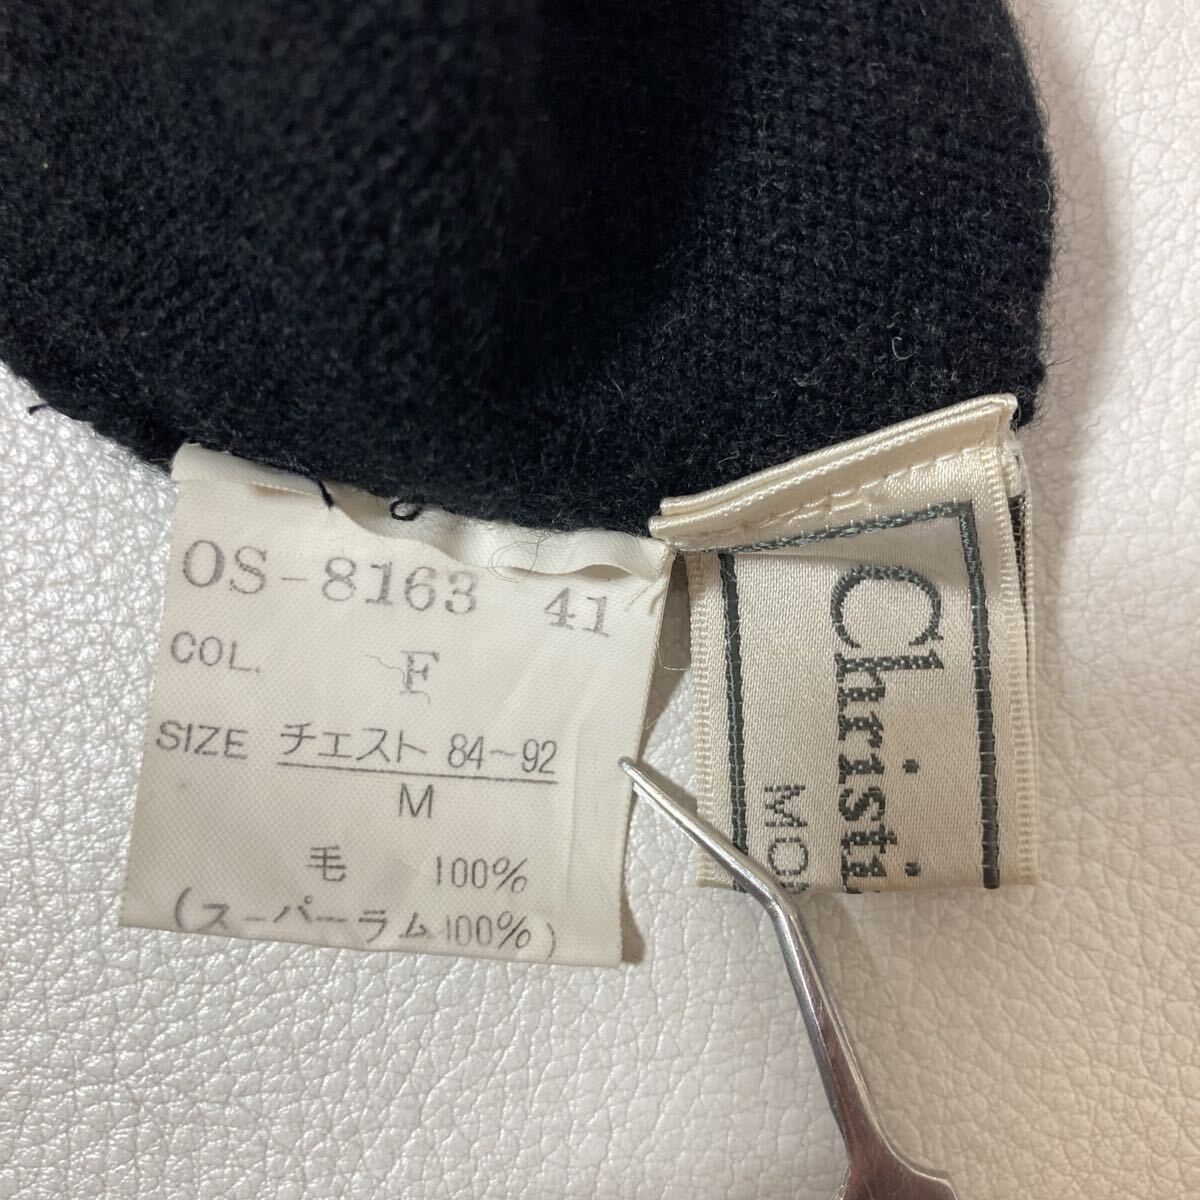 OS-8163 41
COL. F
SIZE チェスト 84~92
M
毛 100%
(スーパーラム100%)
Christi
MO